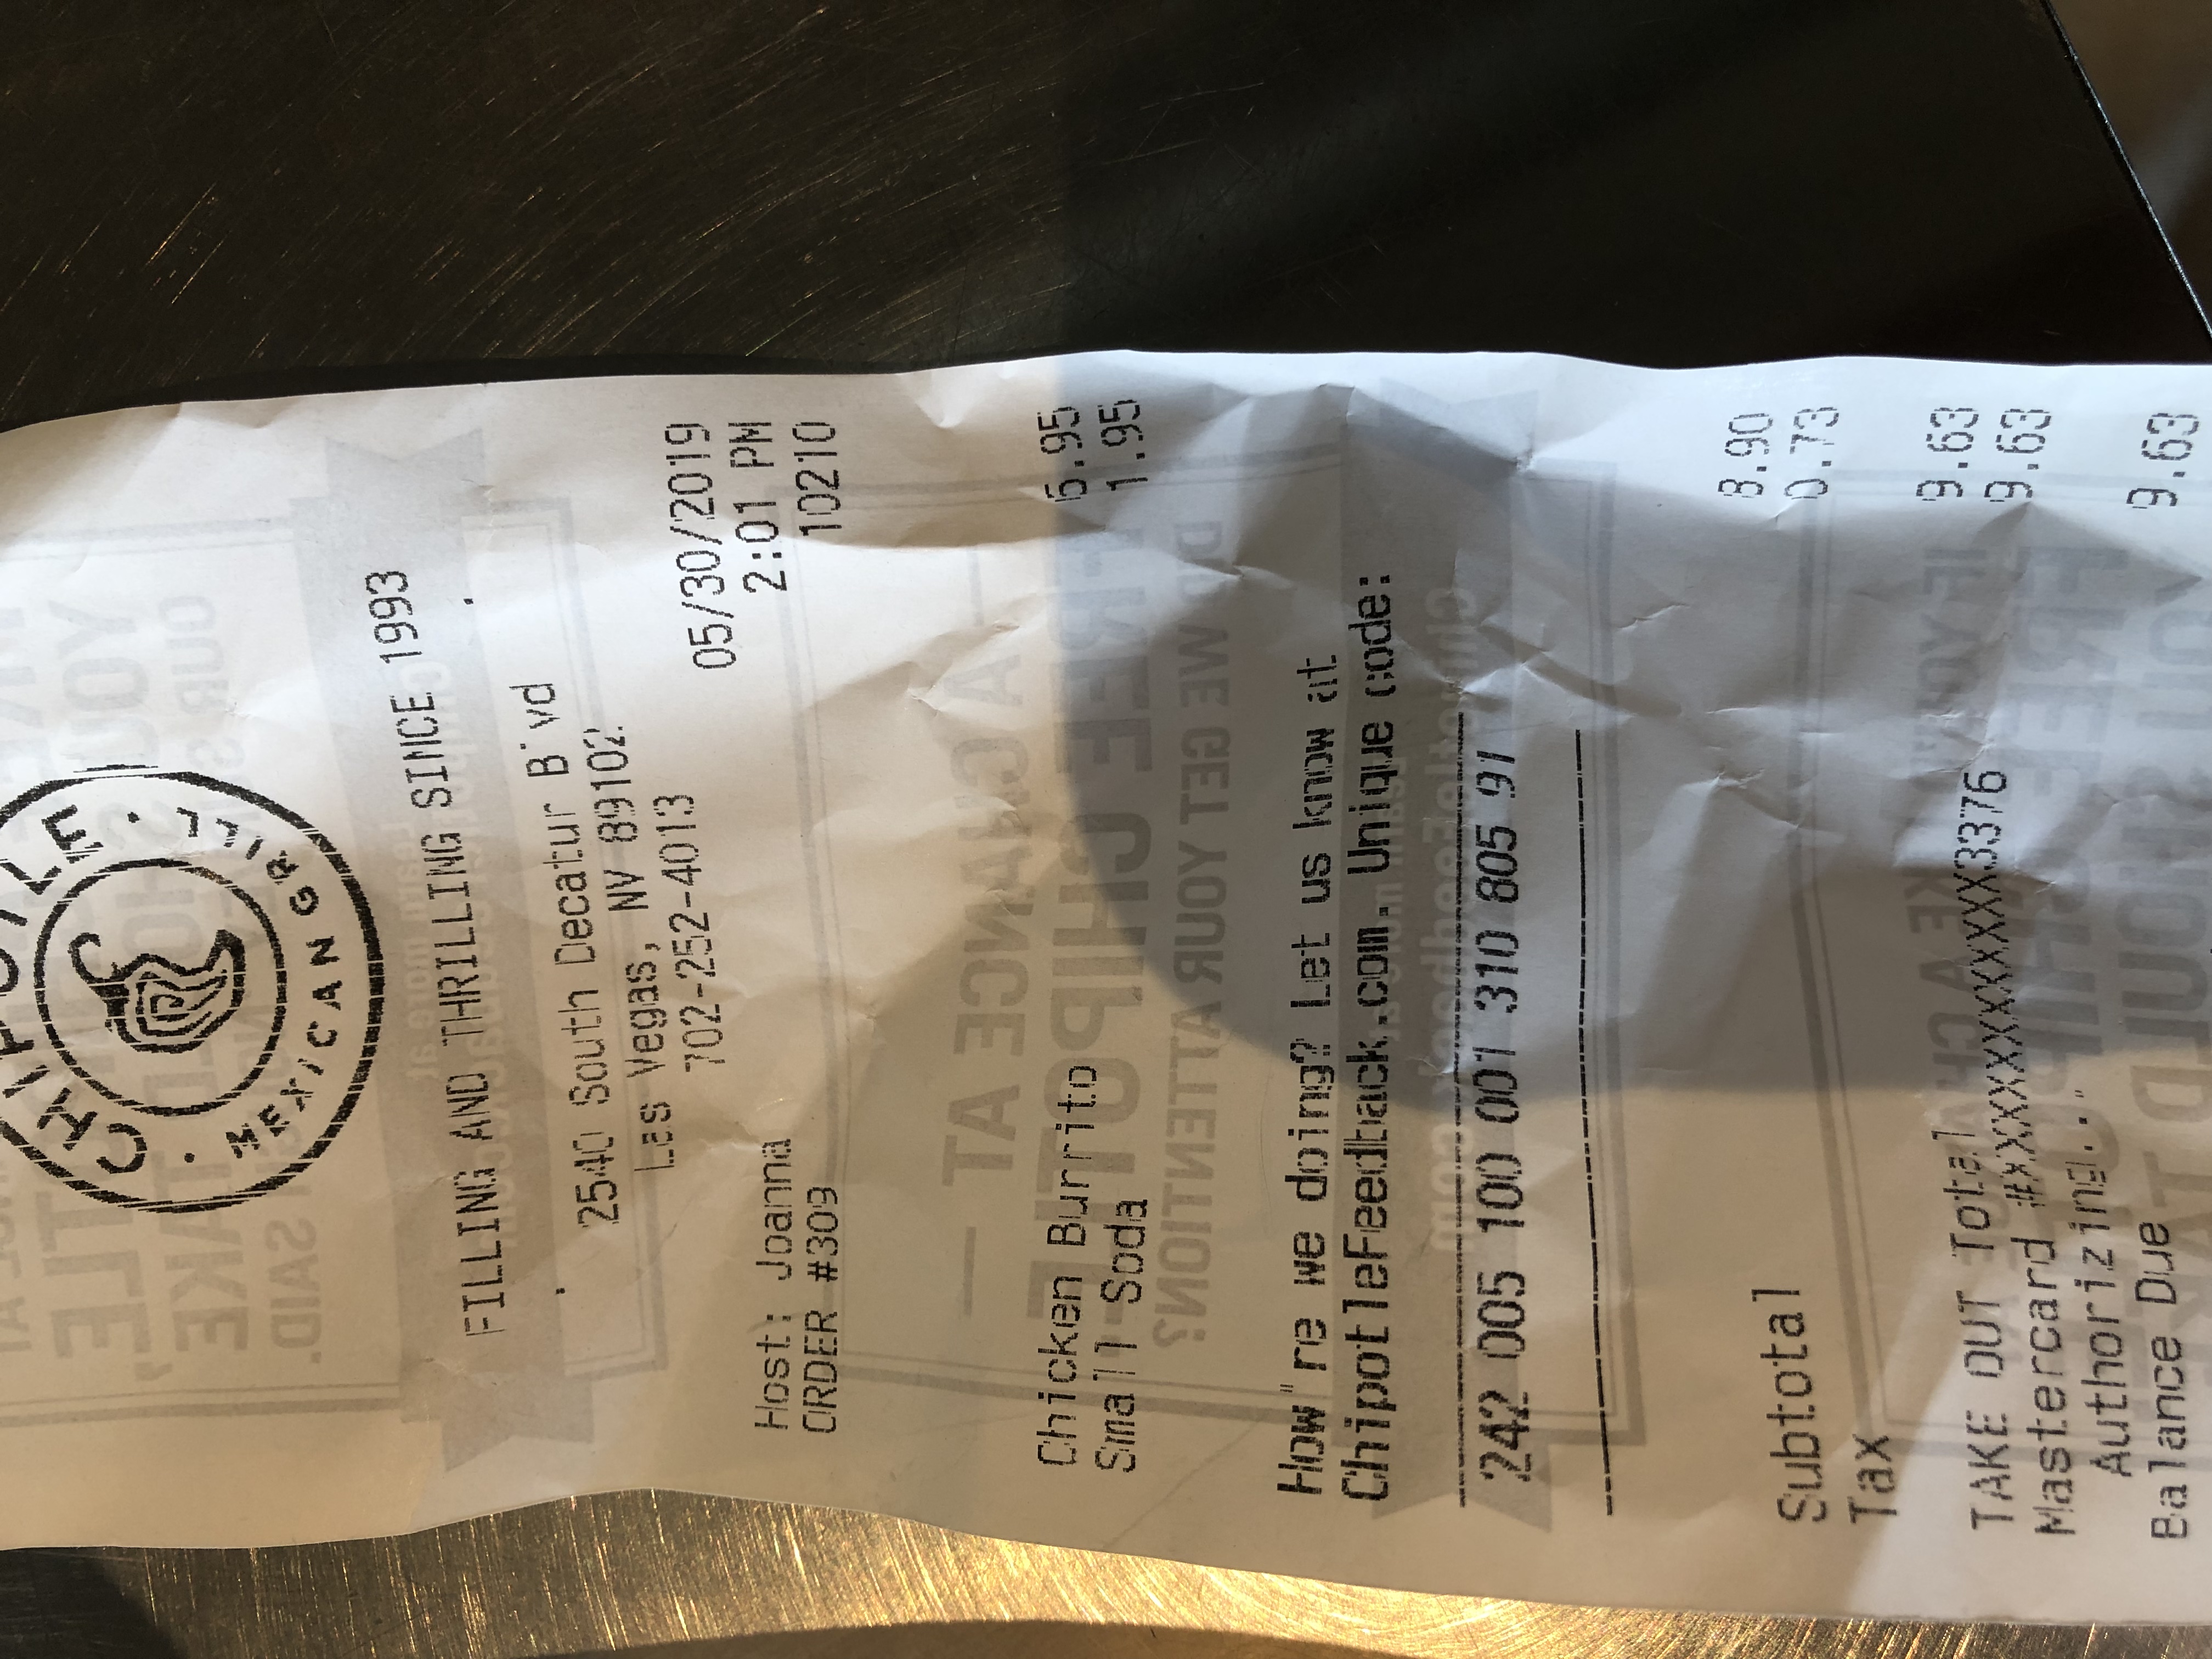 CHIPOTLE
MEXICAN GRILL
FILLING AND THRILLING SINCE 1993
2540 South Decatur Blvd
Las Vegas, NV 89102
702-252-4013
05/30/2019
Host: Joanna 2:01 PM
ORDER #309 10210
Chicken Burrito 6.95
Small Soda 1.95
How're we doing? Let us know at
ChipotleFeedback.com. Unique code:
242 005 100 001 310 805 91
Subtotal 8.90
Tax 0.73
TAKE OUT Total 9.63
Mastercard #XXXXXXXXXXXX3376 9.63
Authorizing...
Balance Due 9.63